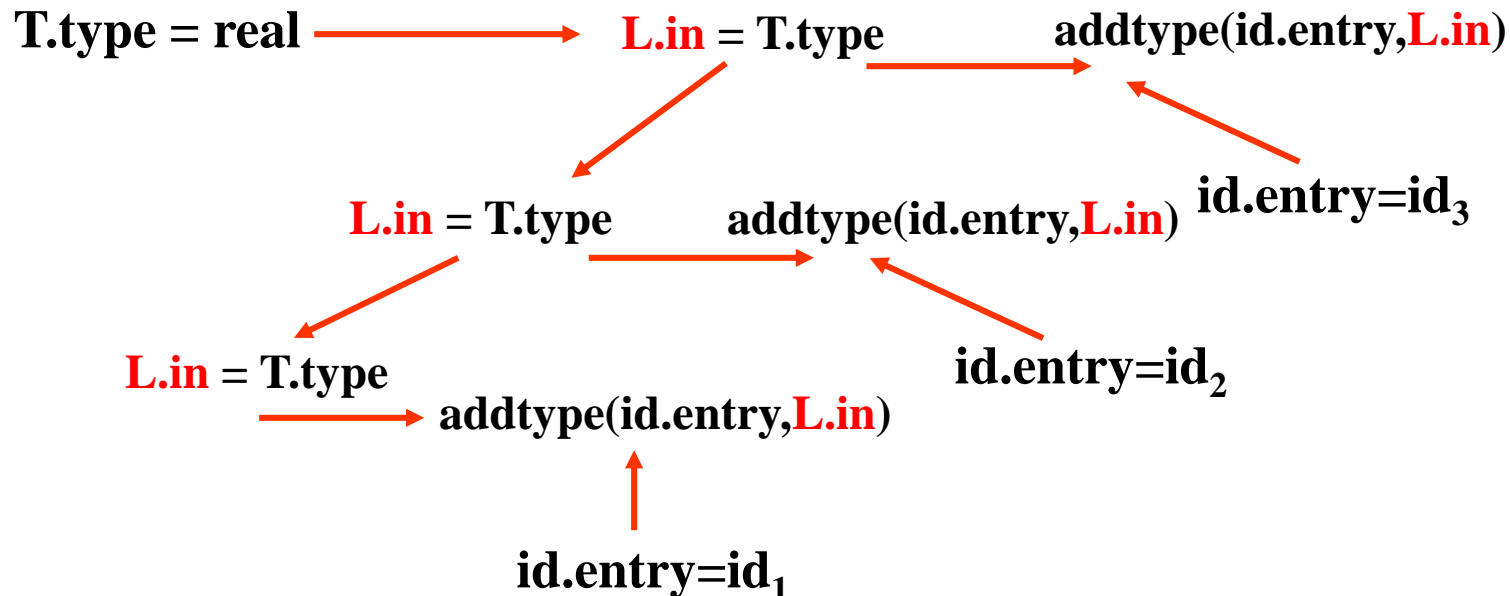 T.type = real L.in = T.type addtype(id.entry,L.in)
L.in = T.type addtype(id.entry,L.in) id.entry=id₃
L.in = T.type id.entry=id₂
addtype(id.entry,L.in)
id.entry=id₁